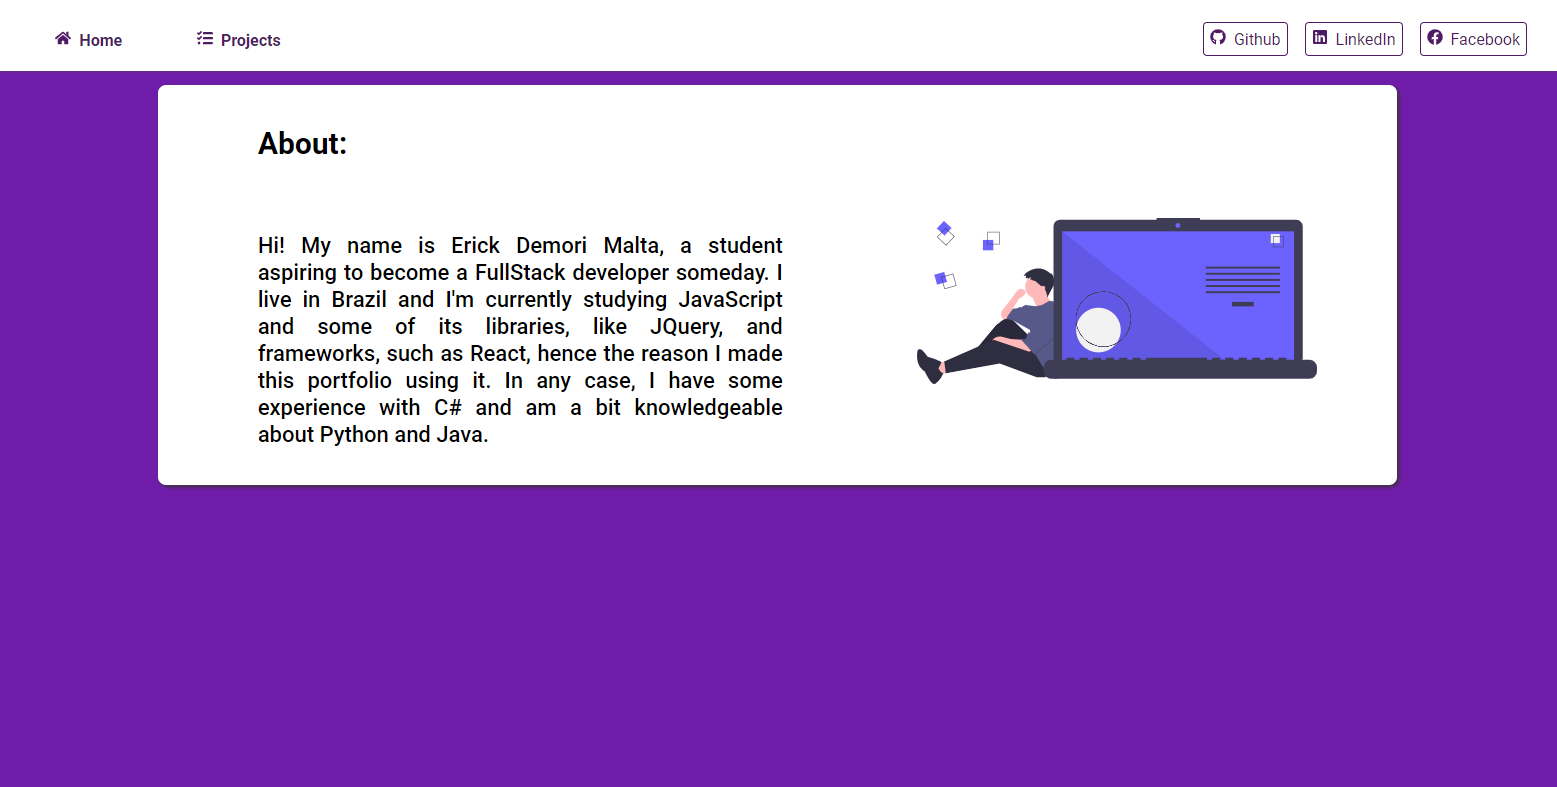 Home Projects Github LinkedIn Facebook
About:
Hi! My name is Erick Demori Malta, a student
aspiring to become a FullStack developer someday. I
live in Brazil and I'm currently studying JavaScript
and some of its libraries, like JQuery, and
frameworks, such as React, hence the reason I made
this portfolio using it. In any case, I have some
experience with C# and am a bit knowledgeable
about Python and Java.